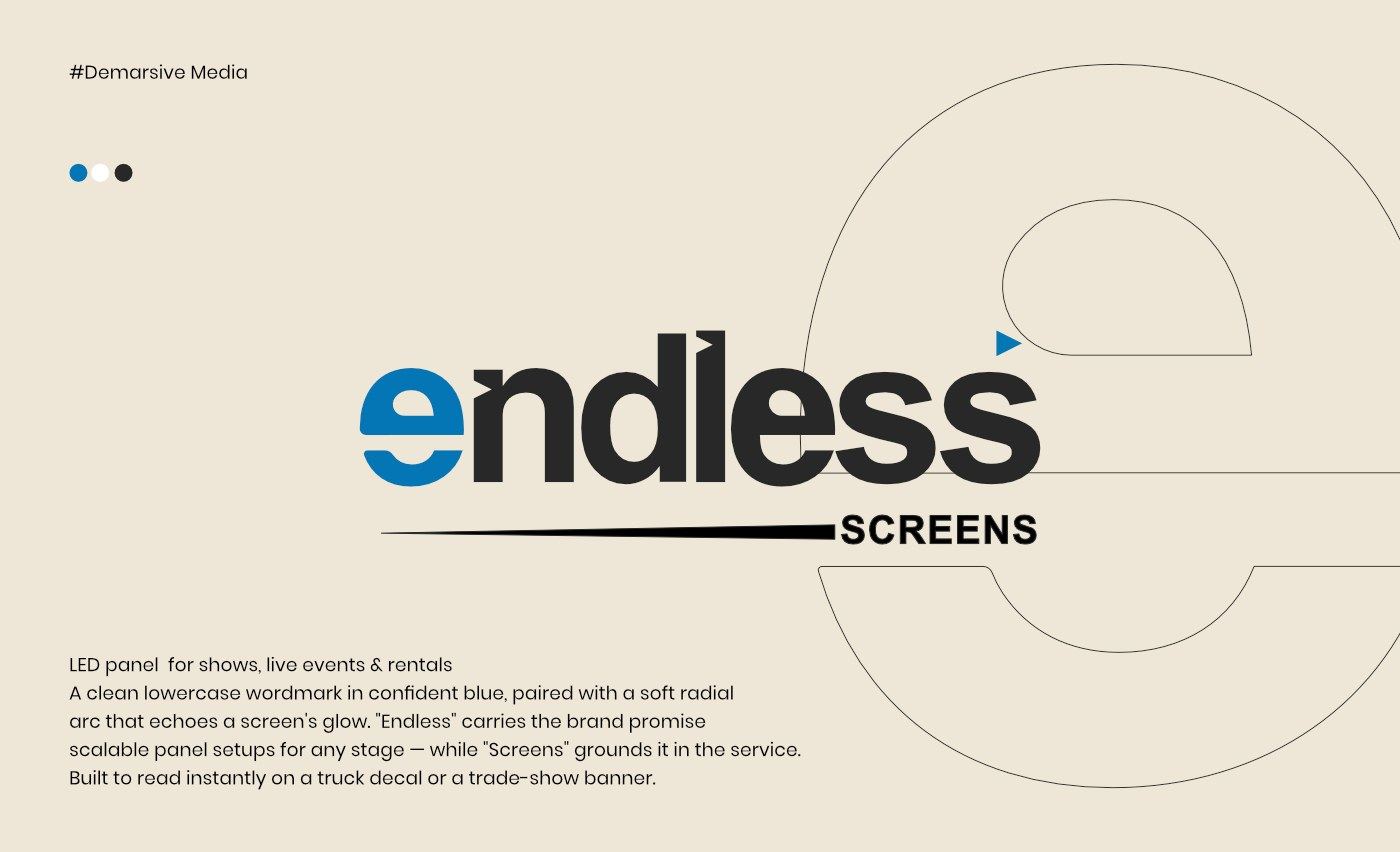 #Demarsive Media
endless
SCREENS
LED panel  for shows, live events & rentals
A clean lowercase wordmark in confident blue, paired with a soft radial
arc that echoes a screen's glow. "Endless" carries the brand promise
scalable panel setups for any stage — while "Screens" grounds it in the service.
Built to read instantly on a truck decal or a trade-show banner.